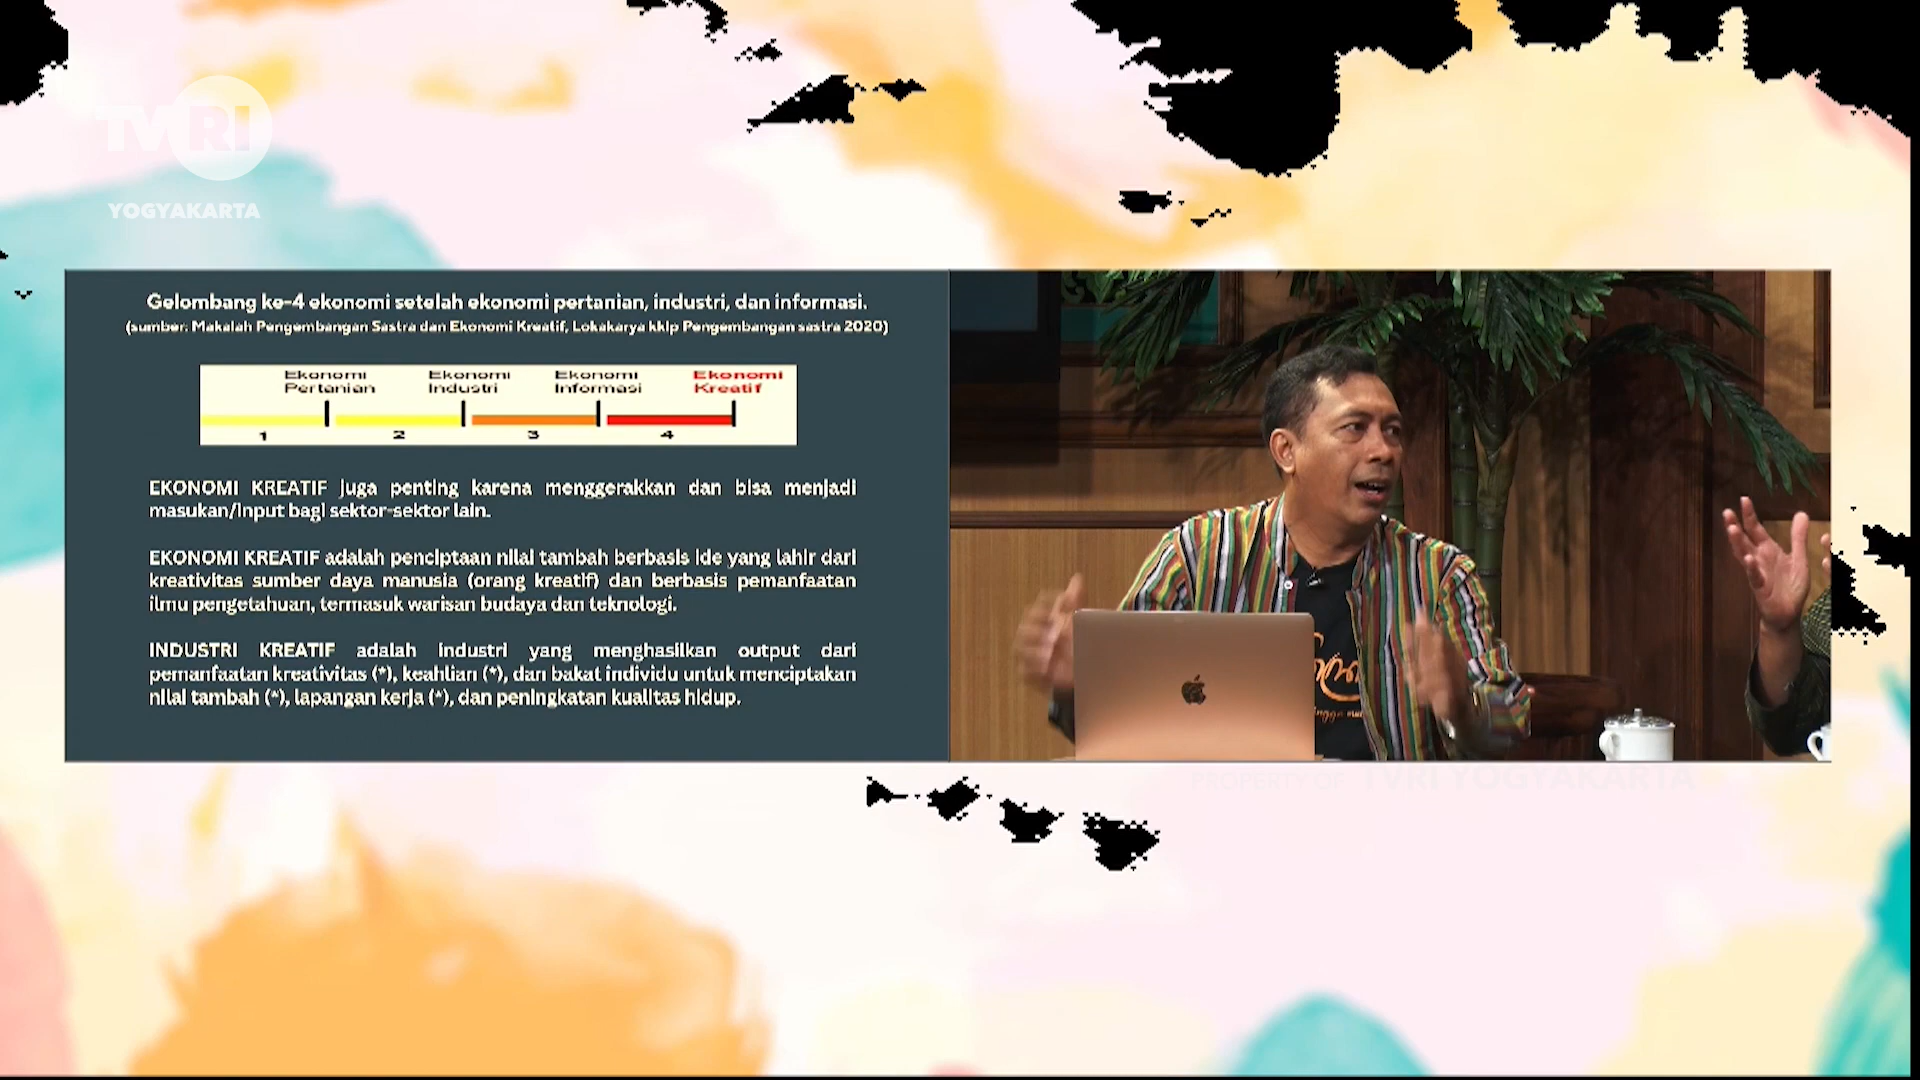 TVRI
YOGYAKARTA
Gelombang ke-4 ekonomi setelah ekonomi pertanian, industri, dan informasi.
(sumber: Makalah Pengembangan Sastra dan Ekonomi Kreatif, Lokakarya kklp Pengembangan sastra 2020)
Ekonomi Pertanian
Ekonomi Industri
Ekonomi Informasi
Ekonomi Kreatif
1 2 3 4
EKONOMI KREATIF juga penting karena menggerakkan dan bisa menjadi
masukan/input bagi sektor-sektor lain.
EKONOMI KREATIF adalah penciptaan nilai tambah berbasis ide yang lahir dari
kreativitas sumber daya manusia (orang kreatif) dan berbasis pemanfaatan
ilmu pengetahuan, termasuk warisan budaya dan teknologi.
INDUSTRI KREATIF adalah industri yang menghasilkan output dari
pemanfaatan kreativitas (*), keahlian (*), dan bakat individu untuk menciptakan
nilai tambah (*), lapangan kerja (*), dan peningkatan kualitas hidup.
PROPERTY OF TVRI YOGYAKARTA